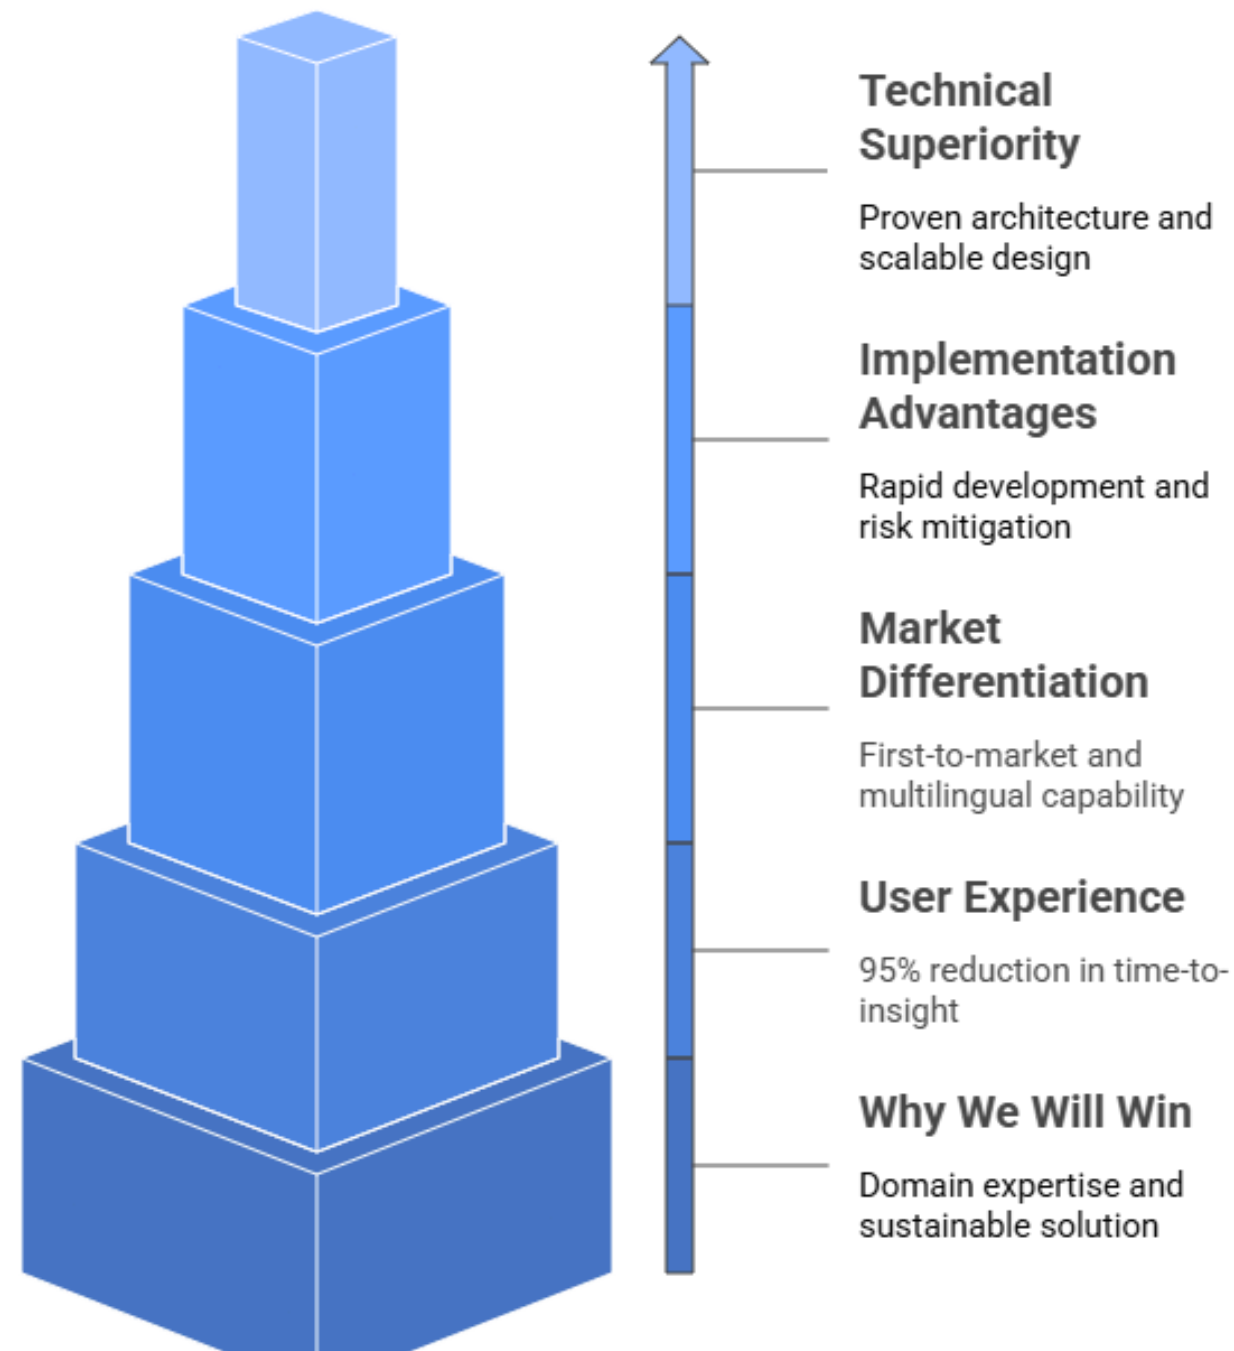 Technical
Superiority
Proven architecture and
scalable design
Implementation
Advantages
Rapid development and
risk mitigation
Market
Differentiation
First-to-market and
multilingual capability
User Experience
95% reduction in time-to-
insight
Why We Will Win
Domain expertise and
sustainable solution